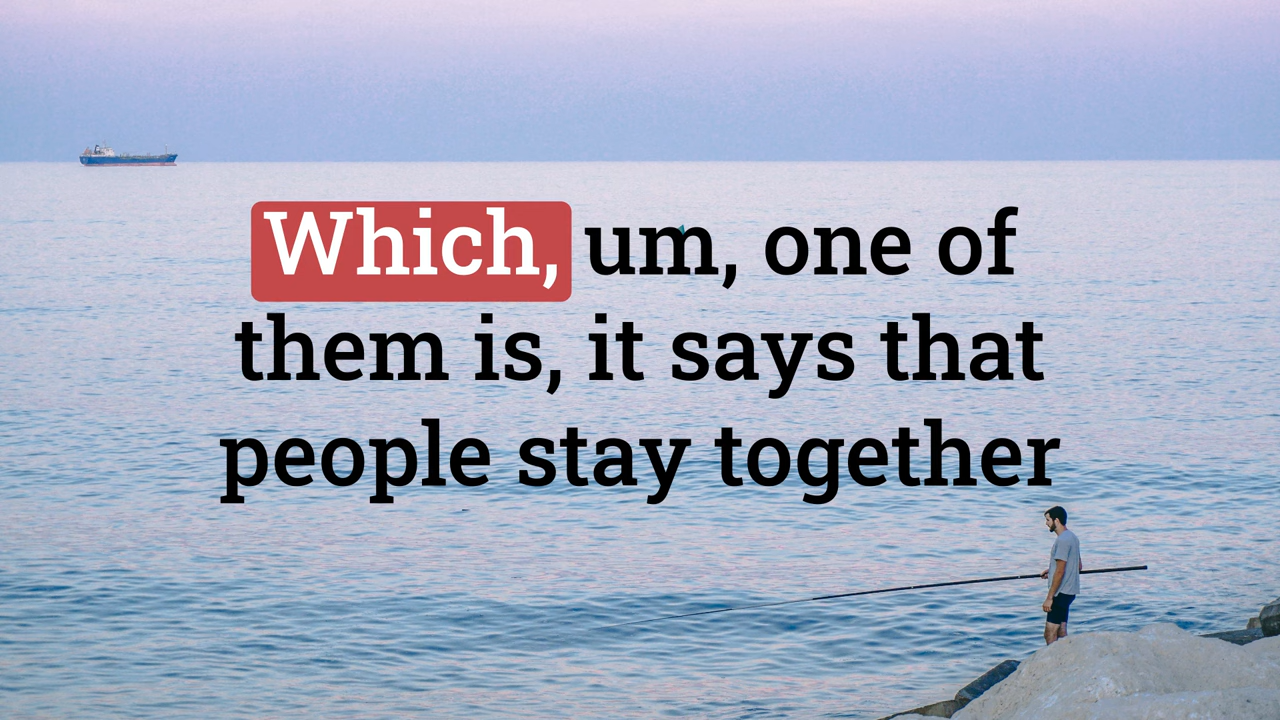 Which, um, one of
them is, it says that
people stay together